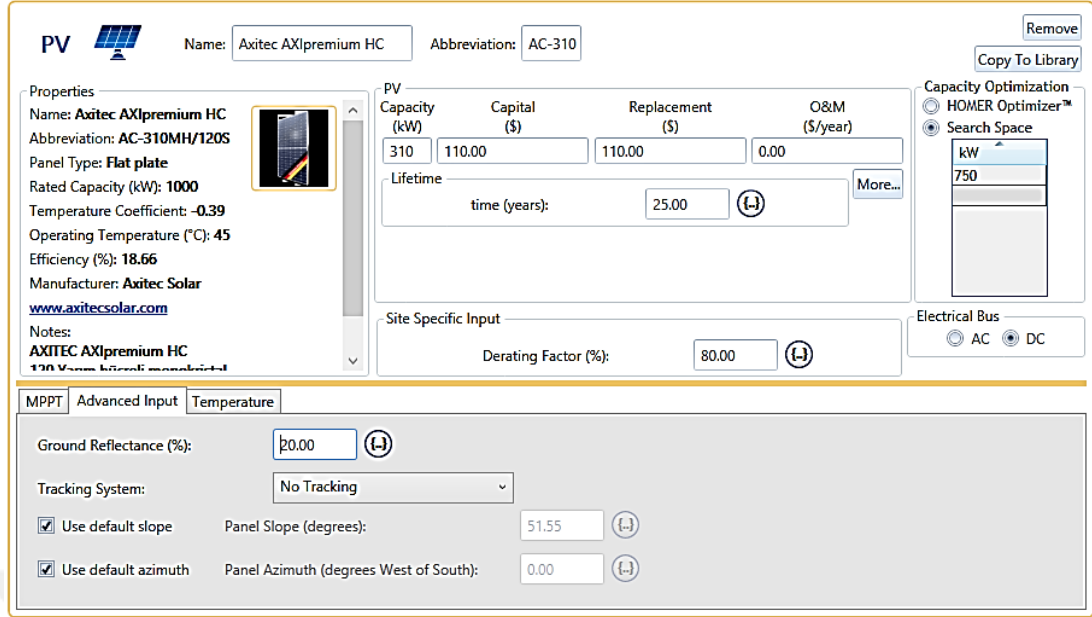 PV
Name: Axitec AXIpremium HC
Abbreviation: AC-310
Remove
Copy To Library
Properties
Name: Axitec AXIpremium HC
Abbreviation: AC-310MH/120S
Panel Type: Flat plate
Rated Capacity (kW): 1000
Temperature Coefficient: -0.39
Operating Temperature (°C): 45
Efficiency (%): 18.66
Manufacturer: Axitec Solar
www.axitecsolar.com
Notes:
AXITEC AXIpremium HC
120 Yarım hücreli monokristal
PV
Capacity (kW)
Capital ($)
Replacement ($)
O&M ($/year)
310
110.00
110.00
0.00
Lifetime
time (years):
25.00
{..}
More...
Site Specific Input
Derating Factor (%):
80.00
{..}
Capacity Optimization
HOMER Optimizer™
Search Space
kW
750
Electrical Bus
AC
DC
MPPT
Advanced Input
Temperature
Ground Reflectance (%):
20.00
{..}
Tracking System:
No Tracking
Use default slope
Panel Slope (degrees):
51.55
{..}
Use default azimuth
Panel Azimuth (degrees West of South):
0.00
{..}